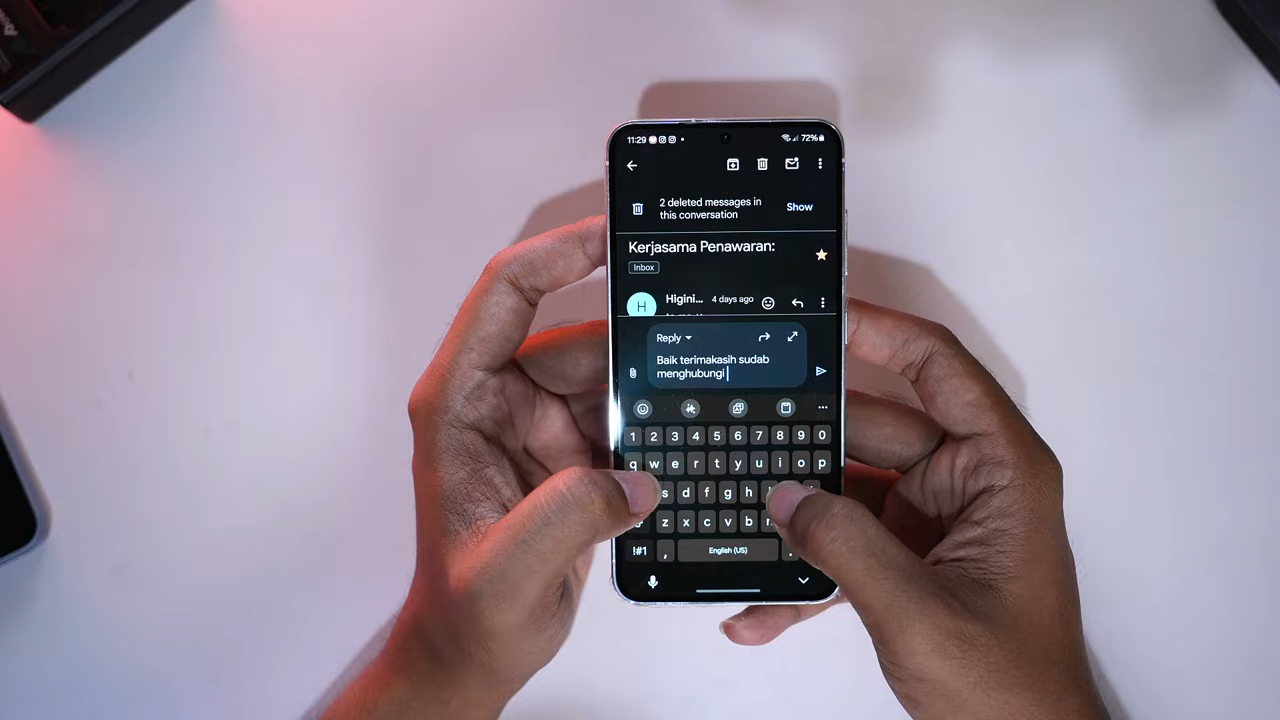 11:29
72%
2 deleted messages in
this conversation
Show
Kerjasama Penawaran:
Inbox
H
Higini...
4 days ago
Reply
Baik terimakasih sudab
menghubungi
1 2 3 4 5 6 7 8 9 0
q w e r t y u i o p
s d f g h
z x c v b
!#1 , English (US) .